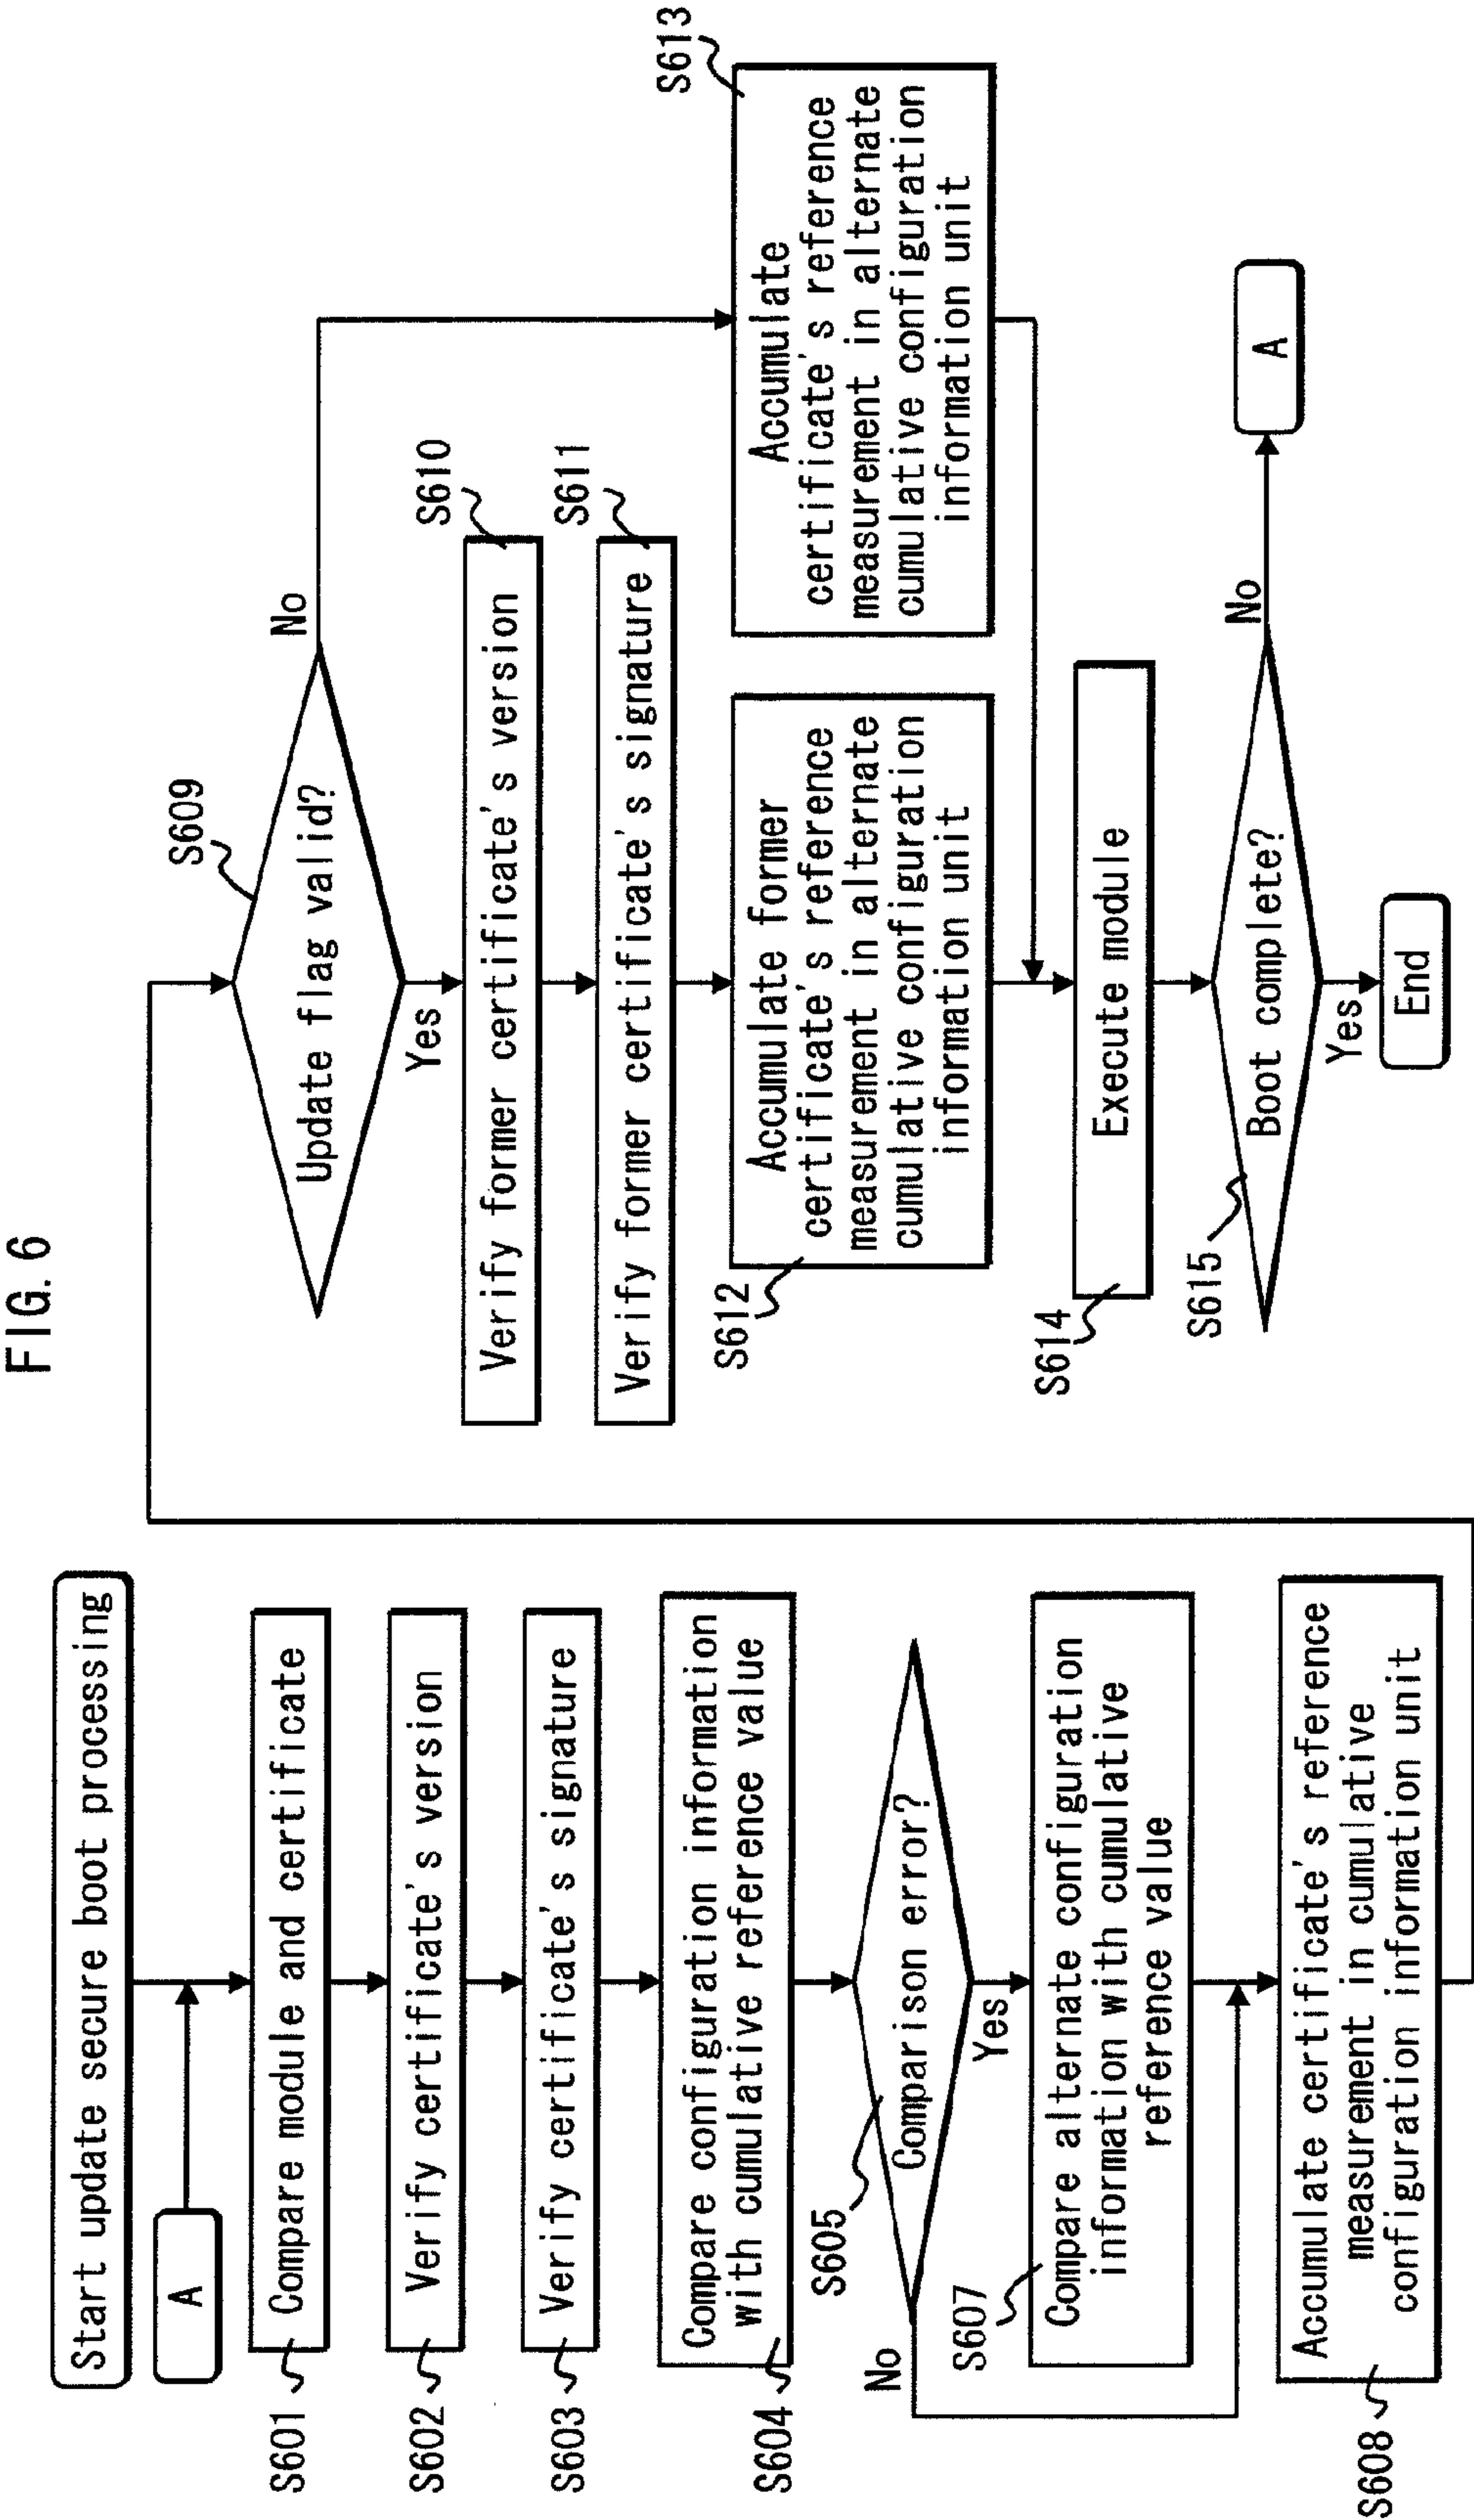 FIG. 6
Start update secure boot processing
A
S601
Compare module and certificate
S602
Verify certificate's version
S603
Verify certificate's signature
S604
Compare configuration information
with cumulative reference value
S605
Comparison error?
No
Yes
S607
Compare alternate configuration
information with cumulative
reference value
S608
Accumulate certificate's reference
measurement in cumulative
configuration information unit
S609
Update flag valid?
No
Yes
S610
Verify former certificate's version
S611
Verify former certificate's signature
S612
Accumulate former
certificate's reference
measurement in alternate
cumulative configuration
information unit
S613
Accumulate
certificate's reference
measurement in alternate
cumulative configuration
information unit
S614
Execute module
S615
Boot complete?
No
A
Yes
End